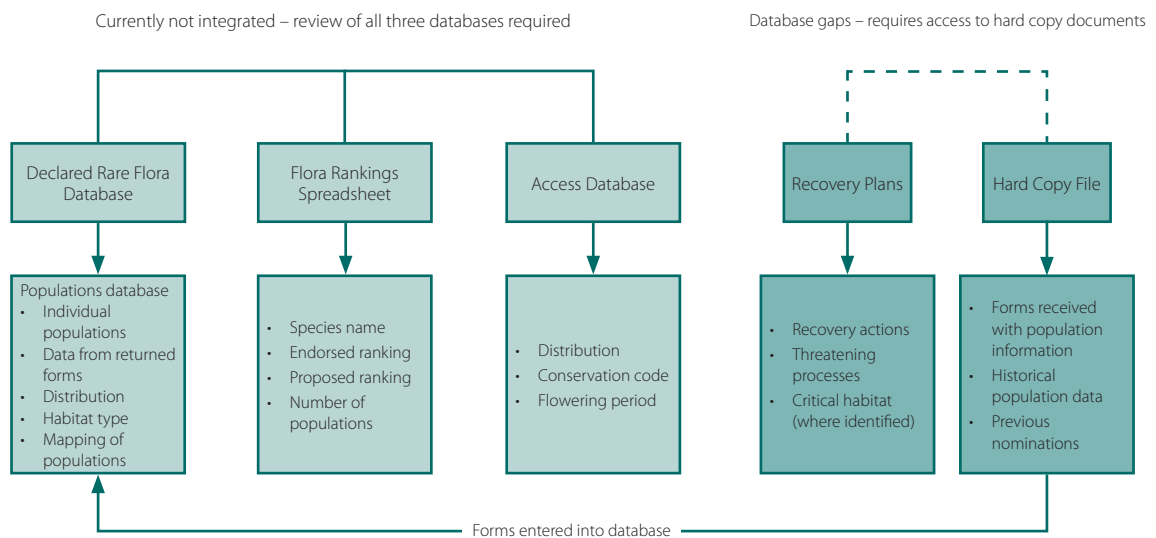 Currently not integrated – review of all three databases required
Database gaps – requires access to hard copy documents
Declared Rare Flora
Database
Flora Rankings
Spreadsheet
Access Database
Recovery Plans
Hard Copy File
Populations database
• Individual
populations
• Data from returned
forms
• Distribution
• Habitat type
• Mapping of
populations
• Species name
• Endorsed ranking
• Proposed ranking
• Number of
populations
• Distribution
• Conservation code
• Flowering period
• Recovery actions
• Threatening
processes
• Critical habitat
(where identified)
• Forms received
with population
information
• Historical
population data
• Previous
nominations
Forms entered into database